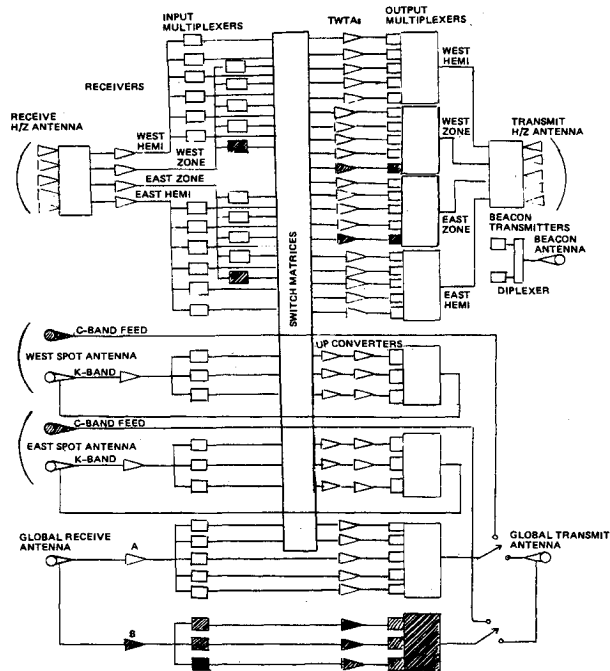 INPUT
MULTIPLEXERS
TWTAs
OUTPUT
MULTIPLEXERS
WEST
HEMI
RECEIVERS
RECEIVE
H/Z ANTENNA
WEST
HEMI
WEST
ZONE
WEST
ZONE
TRANSMIT
H/Z ANTENNA
EAST ZONE
EAST HEMI
EAST
ZONE
BEACON
TRANSMITTERS
BEACON
ANTENNA
DIPLEXER
EAST
HEMI
SWITCH MATRICES
C-BAND FEED
WEST SPOT ANTENNA
K-BAND
UP CONVERTERS
C-BAND FEED
EAST SPOT ANTENNA
K-BAND
GLOBAL RECEIVE
ANTENNA
A
GLOBAL TRANSMIT
ANTENNA
B